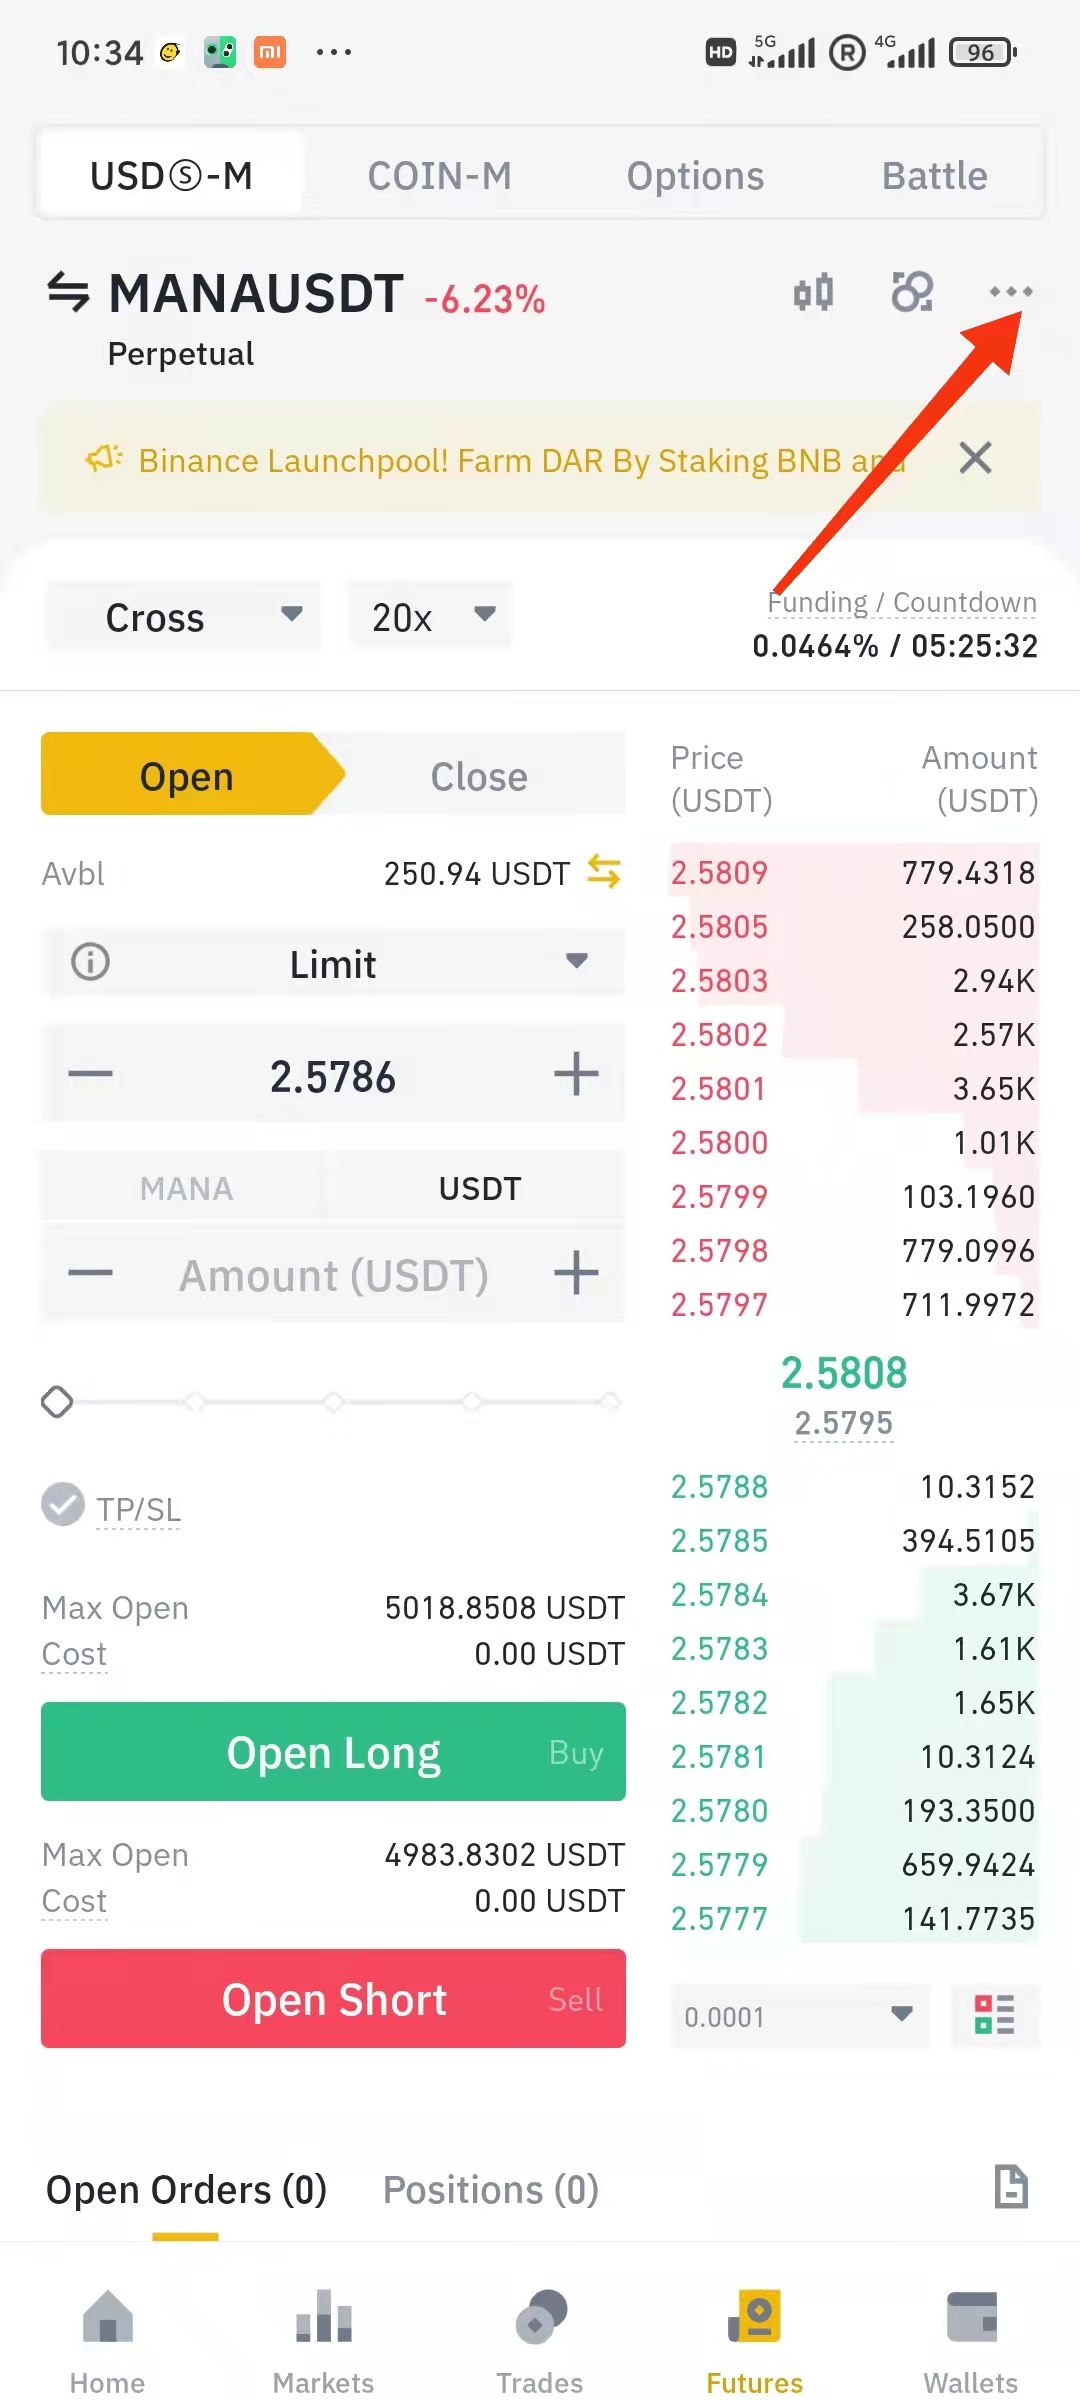 10:34 mi HD 5G R 4G 96
USDⓈ-M COIN-M Options Battle
MANAUSDT -6.23%
Perpetual
Binance Launchpool! Farm DAR By Staking BNB and
Cross 20x
Funding / Countdown
0.0464% / 05:25:32
Open Close
Price Amount
(USDT) (USDT)
Avbl 250.94 USDT
Limit
2.5786
MANA USDT
Amount (USDT)
TP/SL
Max Open 5018.8508 USDT
Cost 0.00 USDT
Open Long Buy
Max Open 4983.8302 USDT
Cost 0.00 USDT
Open Short Sell
2.5809 779.4318
2.5805 258.0500
2.5803 2.94K
2.5802 2.57K
2.5801 3.65K
2.5800 1.01K
2.5799 103.1960
2.5798 779.0996
2.5797 711.9972
2.5808
2.5795
2.5788 10.3152
2.5785 394.5105
2.5784 3.67K
2.5783 1.61K
2.5782 1.65K
2.5781 10.3124
2.5780 193.3500
2.5779 659.9424
2.5777 141.7735
0.0001
Open Orders (0) Positions (0)
Home Markets Trades Futures Wallets